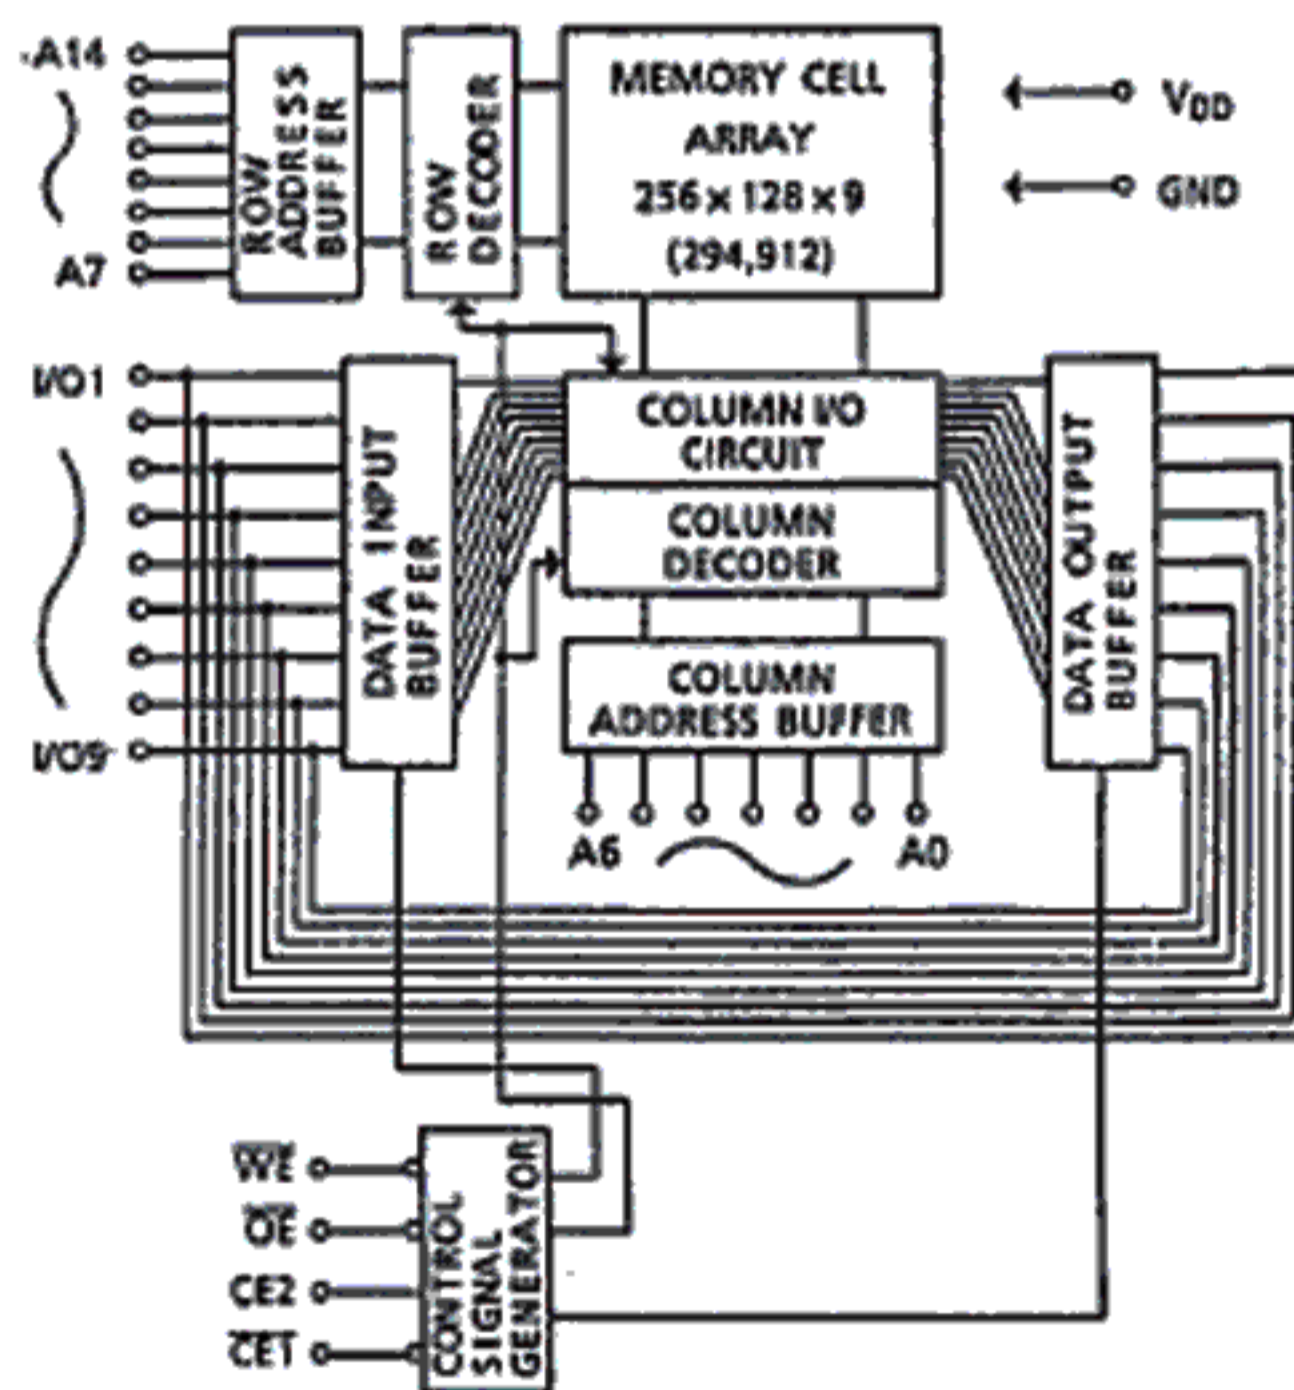 A14
A7
ROW
ADDRESS
BUFFER
ROW
DECODER
MEMORY CELL
ARRAY
256 x 128 x 9
(294,912)
VDD
GND
I/O1
I/O9
DATA INPUT
BUFFER
COLUMN I/O
CIRCUIT
COLUMN
DECODER
COLUMN
ADDRESS BUFFER
A6
A0
DATA OUTPUT
BUFFER
WE
OE
CE2
CE1
CONTROL
SIGNAL
GENERATOR